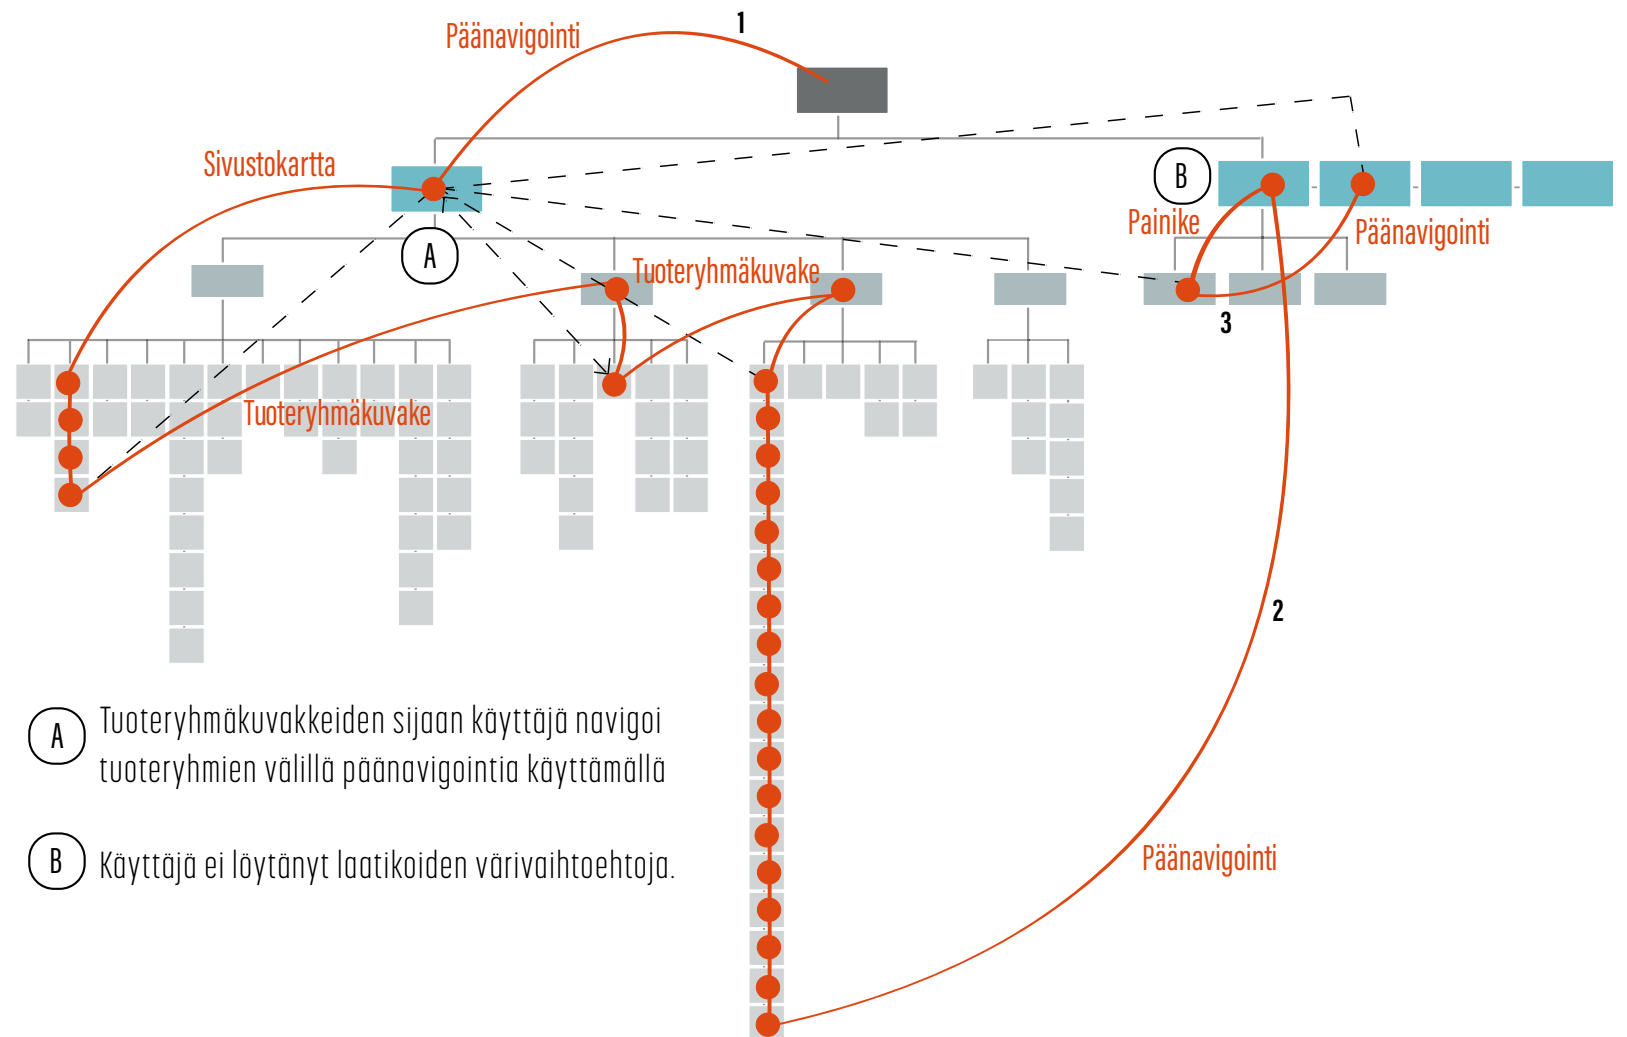 1
Päänavigointi
Sivustokartta
B
Painike
Päänavigointi
A
Tuoteryhmäkuvake
3
Tuoteryhmäkuvake
2
A
Tuoteryhmäkuvakkeiden sijaan käyttäjä navigoi
tuoteryhmien välillä päänavigointia käyttämällä
B
Käyttäjä ei löytänyt laatikoiden värivaihtoehtoja.
Päänavigointi